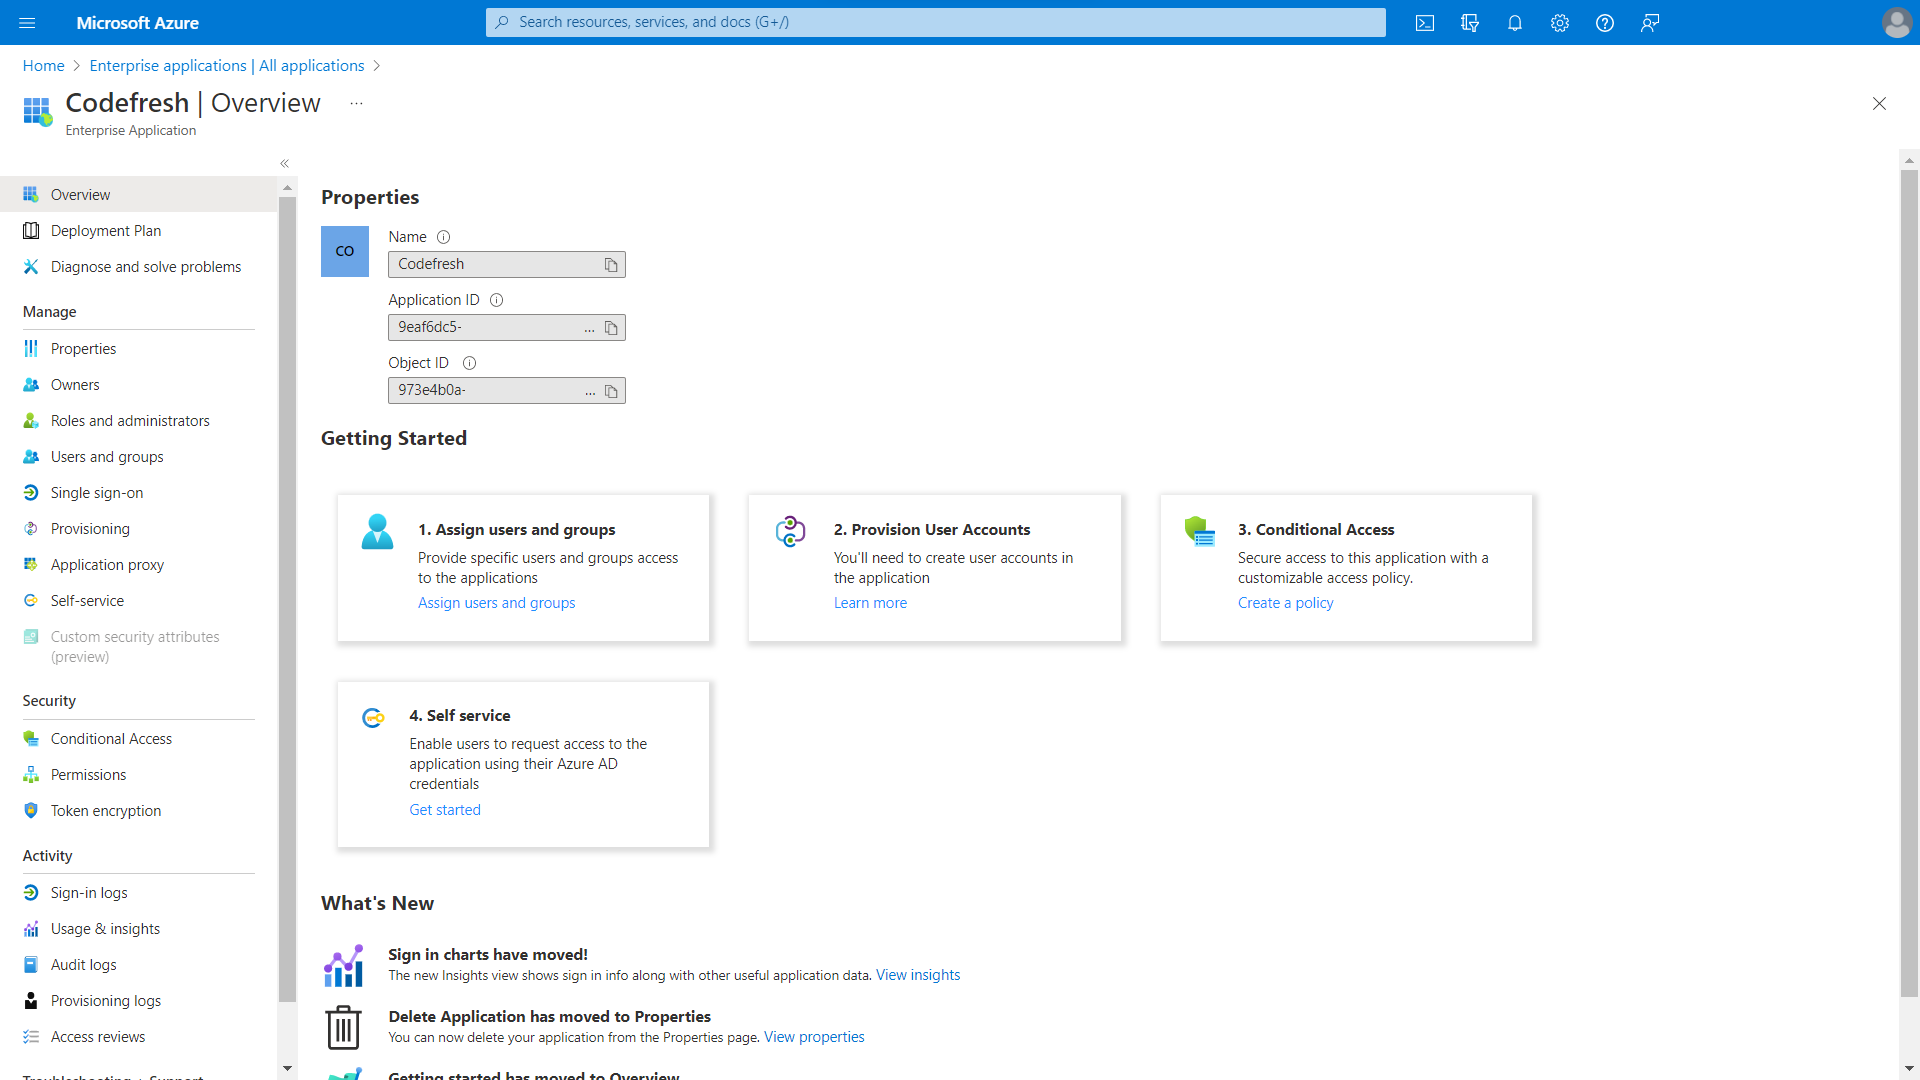 Microsoft Azure
Search resources, services, and docs (G+/)
Home
Enterprise applications | All applications
Codefresh | Overview
...
Enterprise Application
Overview
Deployment Plan
Diagnose and solve problems
Manage
Properties
Owners
Roles and administrators
Users and groups
Single sign-on
Provisioning
Application proxy
Self-service
Custom security attributes
(preview)
Security
Conditional Access
Permissions
Token encryption
Activity
Sign-in logs
Usage & insights
Audit logs
Provisioning logs
Access reviews
Troubleshooting + Support
Properties
CO
Name
Codefresh
Application ID
9eaf6dc5- ...
Object ID
973e4b0a- ...
Getting Started
1. Assign users and groups
Provide specific users and groups access
to the applications
Assign users and groups
2. Provision User Accounts
You'll need to create user accounts in
the application
Learn more
3. Conditional Access
Secure access to this application with a
customizable access policy.
Create a policy
4. Self service
Enable users to request access to the
application using their Azure AD
credentials
Get started
What's New
Sign in charts have moved!
The new Insights view shows sign in info along with other useful application data. View insights
Delete Application has moved to Properties
You can now delete your application from the Properties page. View properties
Getting started has moved to Overview